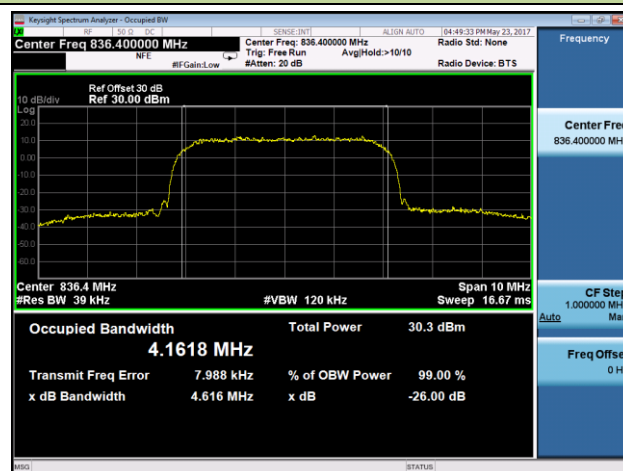 Keysight Spectrum Analyzer - Occupied BW
LXI RF 50 Ω DC SENSE:INT ALIGN AUTO 04:49:33 PM May 23, 2017
Center Freq 836.400000 MHz Center Freq: 836.400000 MHz Radio Std: None Frequency
NFE Trig: Free Run Avg|Hold:>10/10
#IFGain:Low #Atten: 20 dB Radio Device: BTS
Ref Offset 30 dB
10 dB/div Ref 30.00 dBm
Log
20.0
10.0
0.00
-10.0
-20.0
-30.0
-40.0
-50.0
-60.0
Center Fre
836.400000 MH
Center 836.4 MHz Span 10 MHz
#Res BW 39 kHz #VBW 120 kHz Sweep 16.67 ms
CF Step
1.000000 MH
Auto Ma
Occupied Bandwidth Total Power 30.3 dBm
4.1618 MHz
Transmit Freq Error 7.988 kHz % of OBW Power 99.00 %
x dB Bandwidth 4.616 MHz x dB -26.00 dB
Freq Offse
0 H
MSG STATUS